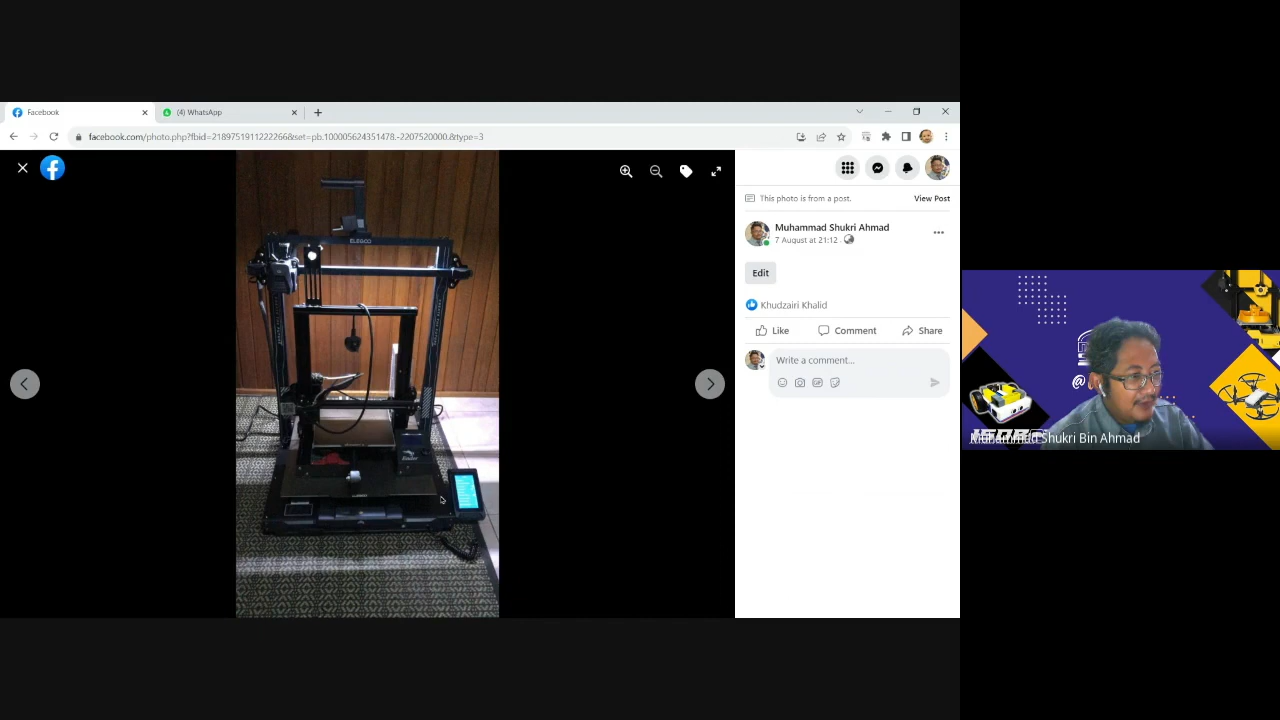 Facebook
(4) WhatsApp
facebook.com/photo.php?fbid=2189751911222266&set=pb.100005624351478.-2207520000.&type=3
This photo is from a post.
View Post
Muhammad Shukri Ahmad
7 August at 21:12
Edit
Khudzairi Khalid
Like
Comment
Share
Write a comment...
ELEGOO
@
Muhammad Shukri Bin Ahmad